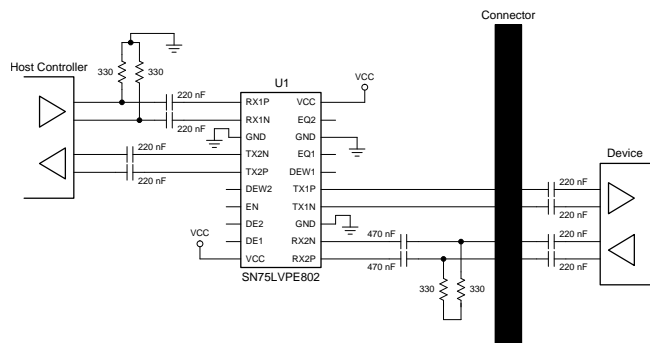 Connector
Host Controller
330
330
220 nF
220 nF
220 nF
220 nF
U1
VCC
RX1P
RX1N
GND
TX2N
TX2P
DEW2
EN
DE2
DE1
VCC
VCC
EQ2
GND
EQ1
DEW1
TX1P
TX1N
GND
RX2N
RX2P
SN75LVPE802
VCC
470 nF
470 nF
330
330
Device
220 nF
220 nF
220 nF
220 nF